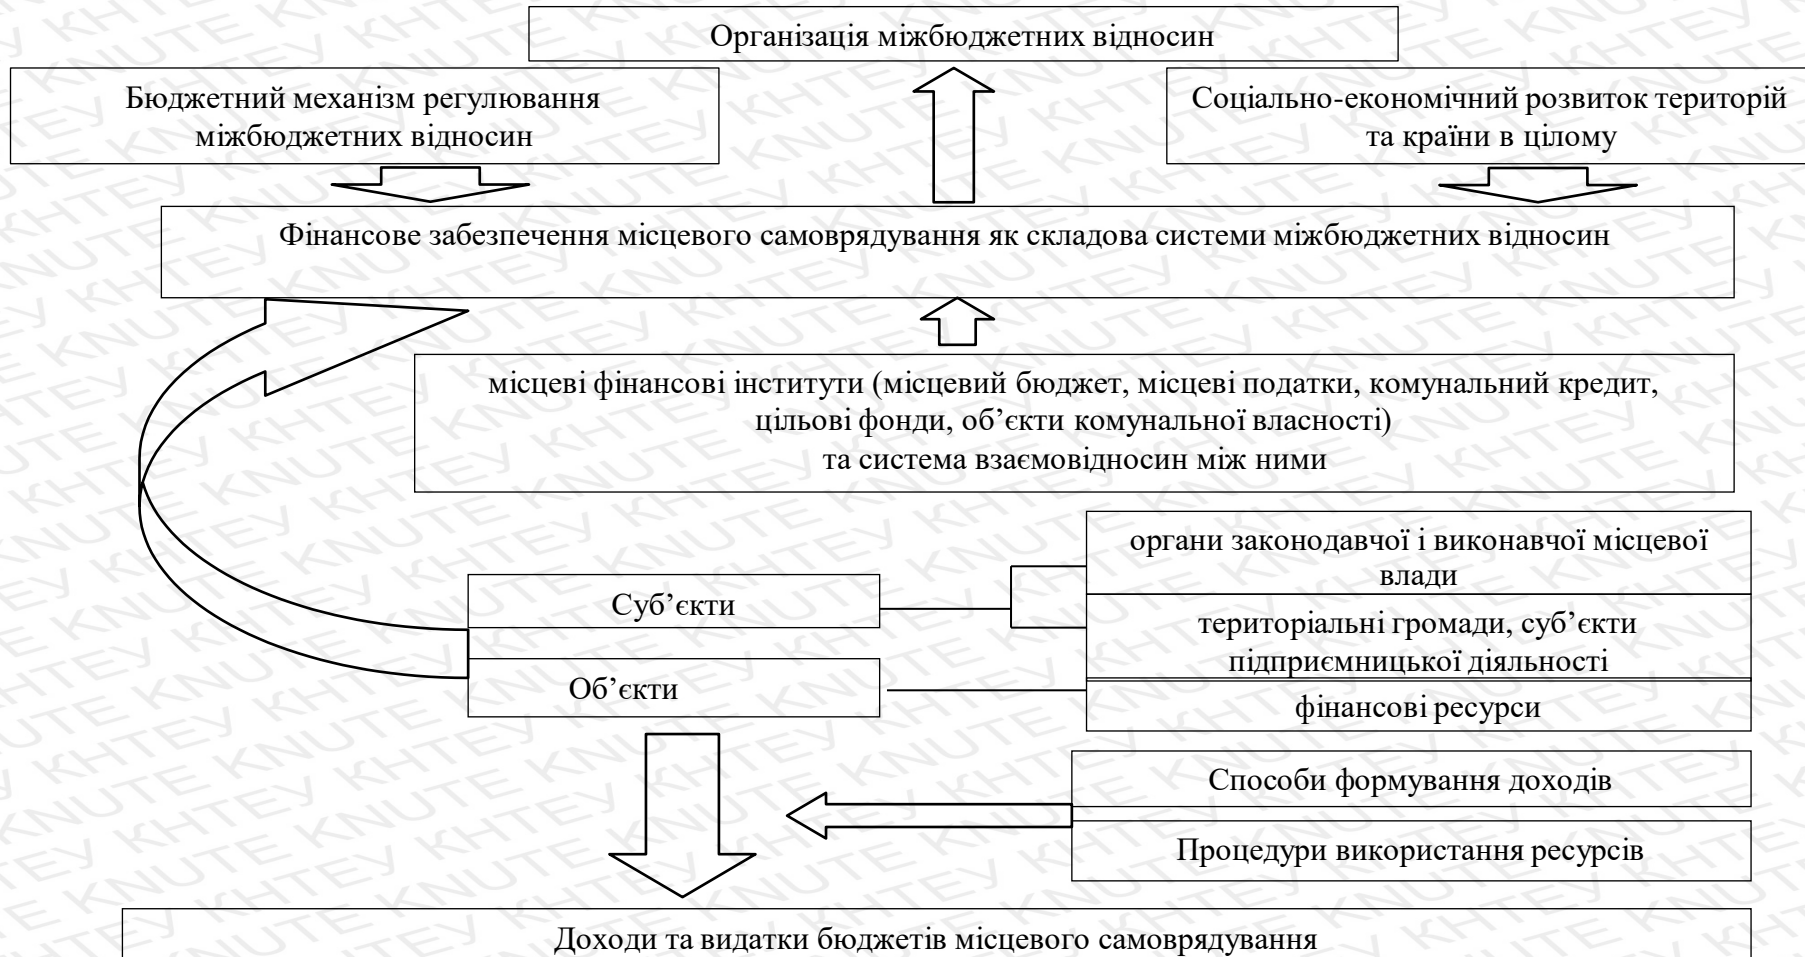 Організація міжбюджетних відносин
Бюджетний механізм регулювання
міжбюджетних відносин
Соціально-економічний розвиток територій
та країни в цілому
Фінансове забезпечення місцевого самоврядування як складова системи міжбюджетних відносин
місцеві фінансові інститути (місцевий бюджет, місцеві податки, комунальний кредит,
цільові фонди, об’єкти комунальної власності)
та система взаємовідносин між ними
органи законодавчої і виконавчої місцевої
влади
Суб’єкти
територіальні громади, суб’єкти
підприємницької діяльності
Об’єкти
фінансові ресурси
Способи формування доходів
Процедури використання ресурсів
Доходи та видатки бюджетів місцевого самоврядування